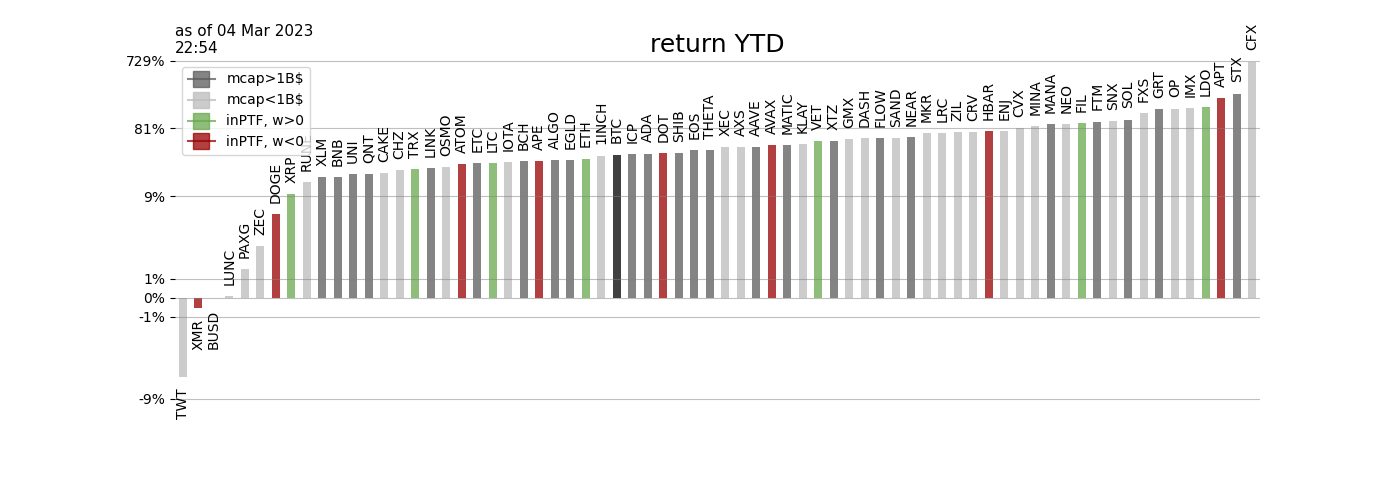 as of 04 Mar 2023
22:54
return YTD
729%
81%
9%
1%
0%
-1%
-9%
mcap>1B$
mcap<1B$
inPTF, w>0
inPTF, w<0
TWT
XMR
BUSD
LUNC
PAXG
ZEC
DOGE
XRP
RUNE
XLM
BNB
UNI
QNT
CAKE
CHZ
TRX
LINK
OSMO
ATOM
ETC
LTC
IOTA
BCH
APE
ALGO
EGLD
ETH
1INCH
BTC
ICP
ADA
DOT
SHIB
EOS
THETA
XEC
AXS
AAVE
AVAX
MATIC
KLAY
VET
XTZ
GMX
DASH
FLOW
SAND
NEAR
MKR
LRC
ZIL
CRV
HBAR
ENJ
CVX
MINA
MANA
NEO
FIL
FTM
SNX
SOL
FXS
GRT
OP
IMX
LDO
APT
STX
CFX